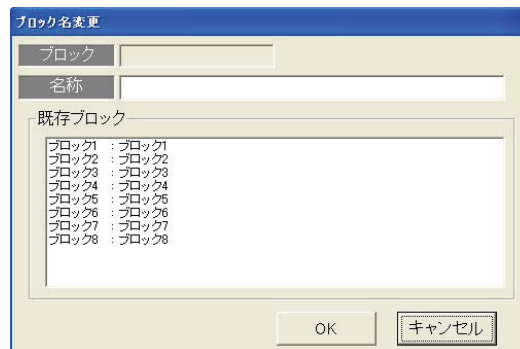 ブロック名変更
ブロック
名称
既存ブロック
ブロック1 : ブロック1
ブロック2 : ブロック2
ブロック3 : ブロック3
ブロック4 : ブロック4
ブロック5 : ブロック5
ブロック6 : ブロック6
ブロック7 : ブロック7
ブロック8 : ブロック8
OK キャンセル